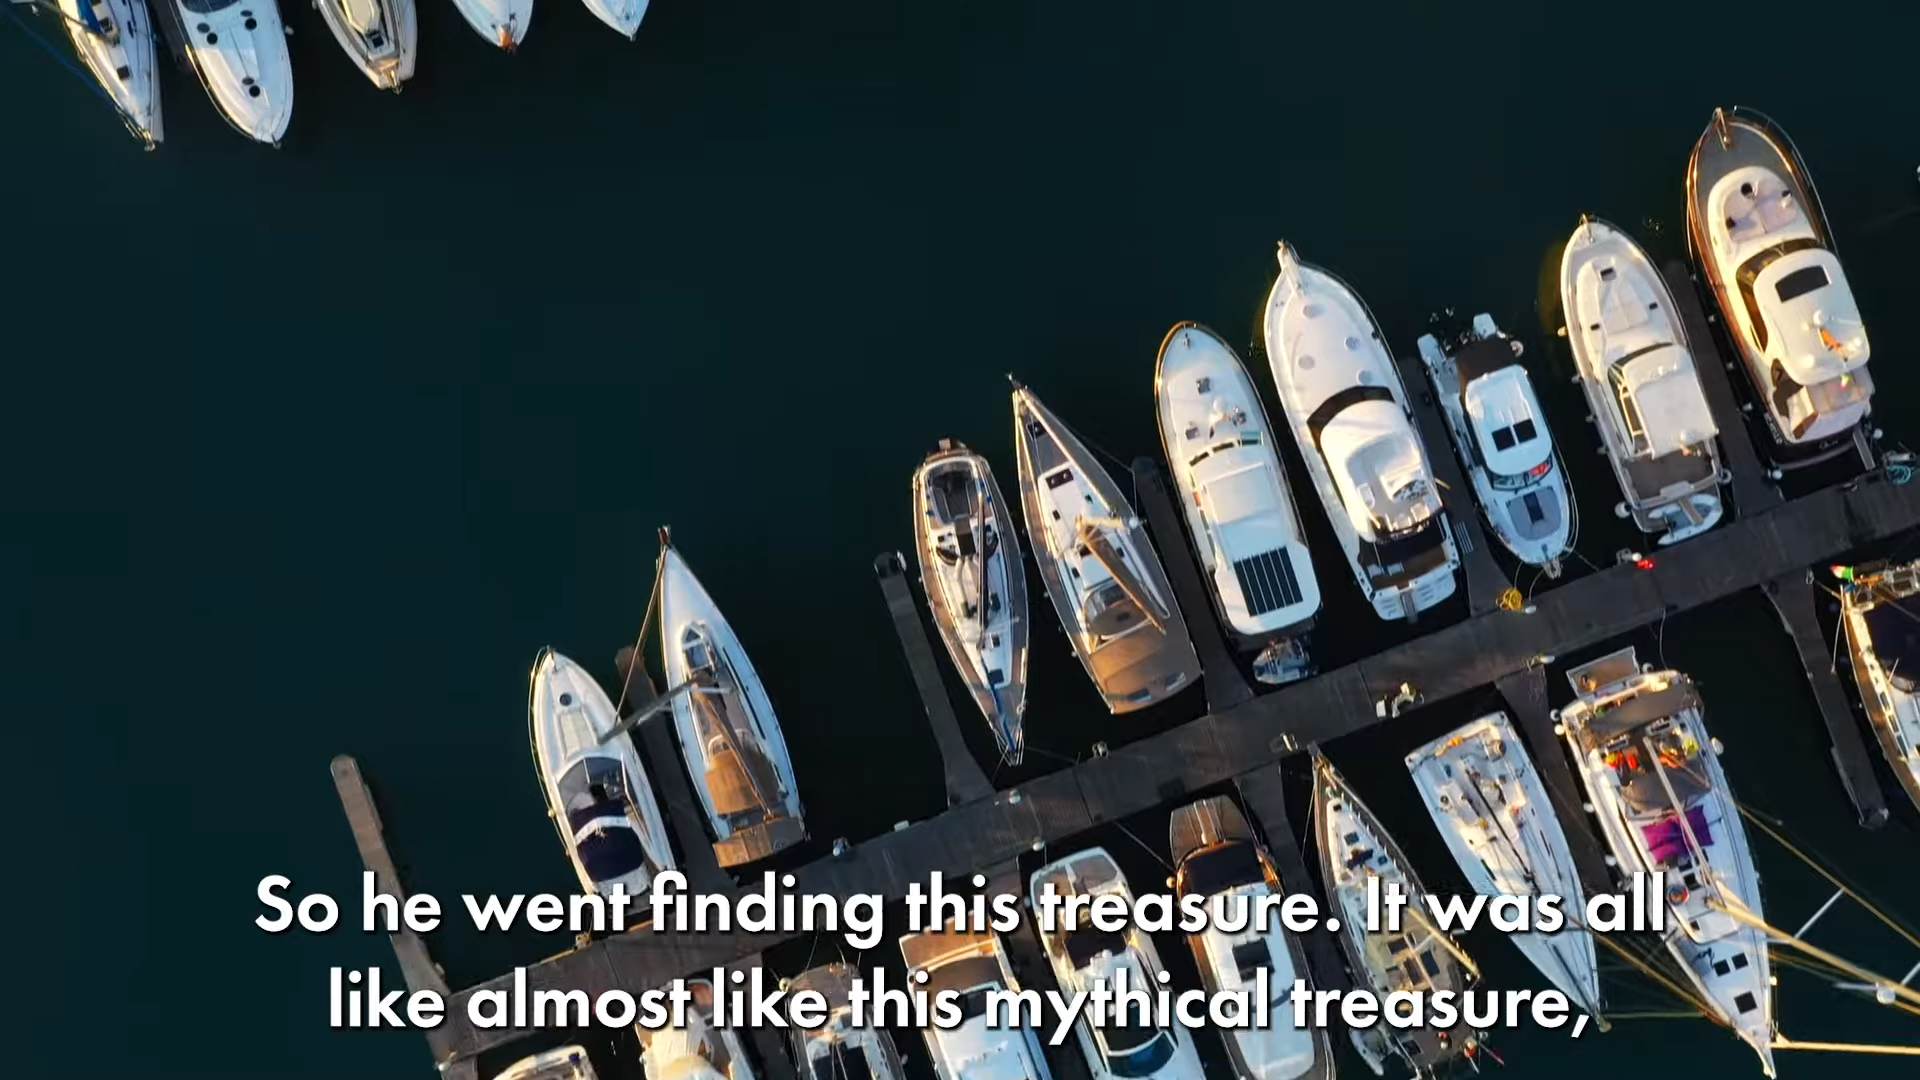 So he went finding this treasure. It was all
like almost like this mythical treasure,